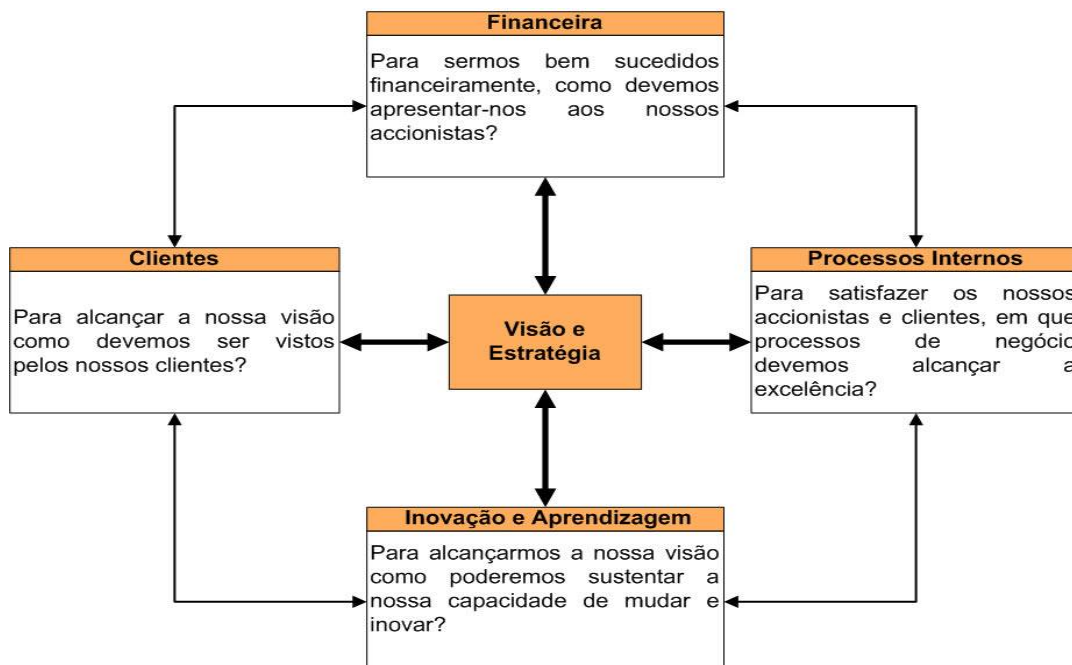 Financeira
Para sermos bem sucedidos
financeiramente, como devemos
apresentar-nos aos nossos
accionistas?
Clientes
Para alcançar a nossa visão
como devemos ser vistos
pelos nossos clientes?
Visão e
Estratégia
Processos Internos
Para satisfazer os nossos
accionistas e clientes, em que
processos de negócio
devemos alcançar a
excelência?
Inovação e Aprendizagem
Para alcançarmos a nossa visão
como poderemos sustentar a
nossa capacidade de mudar e
inovar?